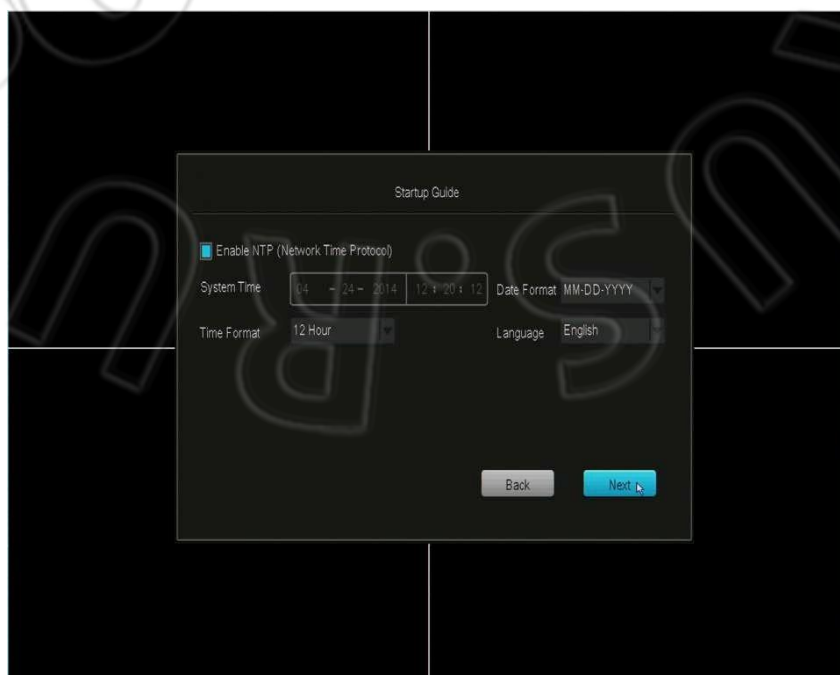 Startup Guide
Enable NTP (Network Time Protocol)
System Time 04 - 24 - 2014 12 : 20 : 12 Date Format MM-DD-YYYY
Time Format 12 Hour Language English
Back Next